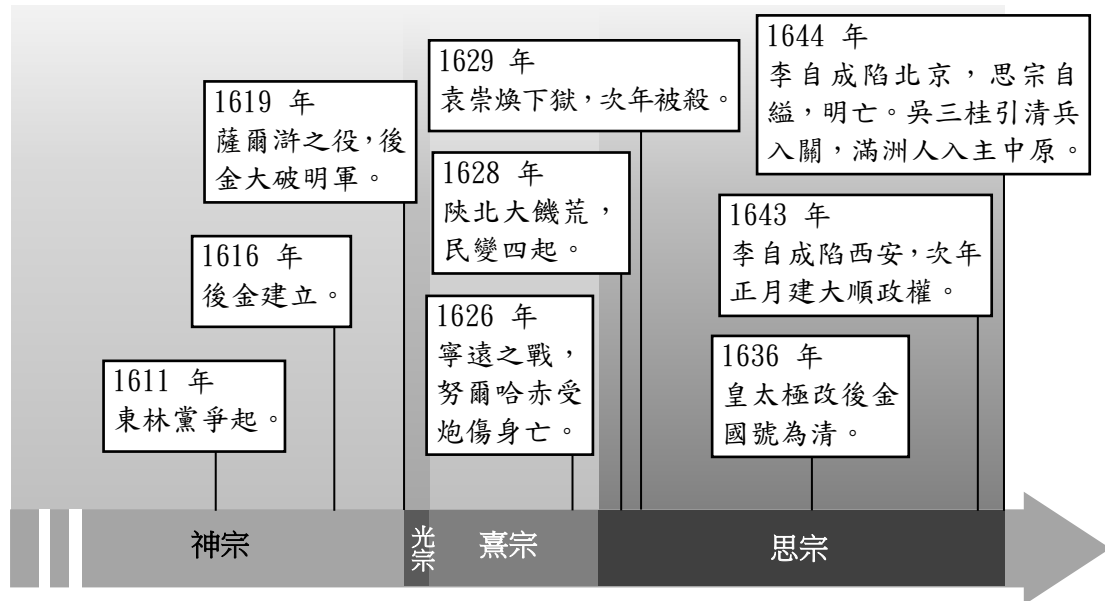 1611 年
東林黨爭起。
1616 年
後金建立。
1619 年
薩爾滸之役，後
金大破明軍。
1626 年
寧遠之戰，
努爾哈赤受
炮傷身亡。
1628 年
陜北大饑荒，
民變四起。
1629 年
袁崇煥下獄，次年被殺。
1636 年
皇太極改後金
國號為清。
1643 年
李自成陷西安，次年
正月建大順政權。
1644 年
李自成陷北京，思宗自
縊，明亡。吳三桂引清兵
入關，滿洲人入主中原。
神宗
光宗
熹宗
思宗